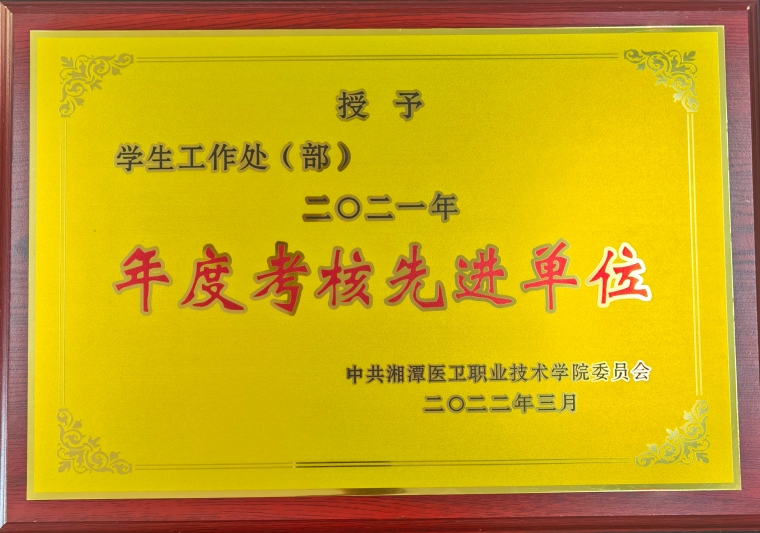 授 予
学生工作处（部）
二〇二一年
年度考核先进单位
中共湘潭医卫职业技术学院委员会
二〇二二年三月